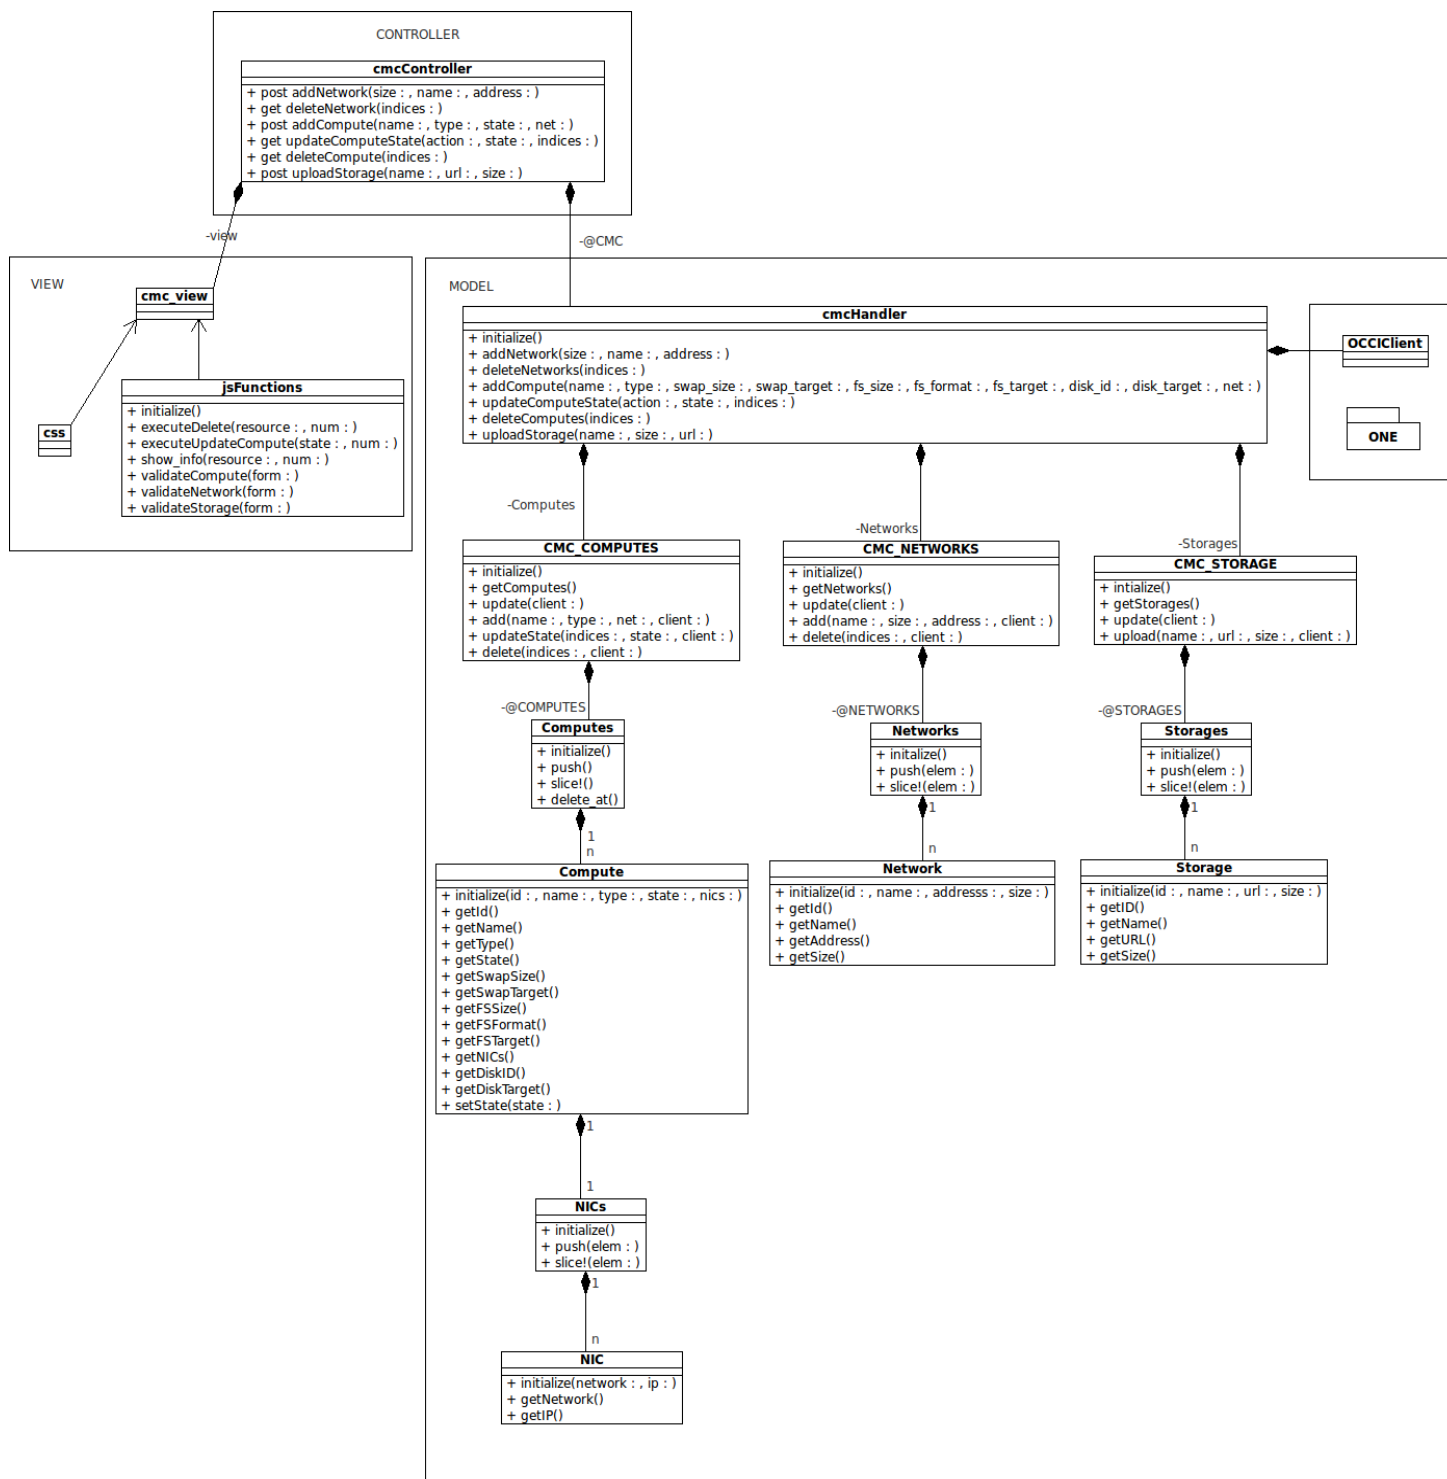 CONTROLLER
cmcController
+ post addNetwork(size : , name : , address : )
+ get deleteNetwork(indices : )
+ post addCompute(name : , type : , state : , net : )
+ get updateComputeState(action : , state : , indices : )
+ get deleteCompute(indices : )
+ post uploadStorage(name : , url : , size : )
-view
-@CMC
VIEW
cmc_view
css
jsFunctions
+ initialize()
+ executeDelete(resource : , num : )
+ executeUpdateCompute(state : , num : )
+ show_info(resource : , num : )
+ validateCompute(form : )
+ validateNetwork(form : )
+ validateStorage(form : )
MODEL
cmcHandler
+ initialize()
+ addNetwork(size : , name : , address : )
+ deleteNetworks(indices : )
+ addCompute(name : , type : , swap_size : , swap_target : , fs_size : , fs_format : , fs_target : , disk_id : , disk_target : , net : )
+ updateComputeState(action : , state : , indices : )
+ deleteComputes(indices : )
+ uploadStorage(name : , size : , url : )
OCCIClient
ONE
-Computes
-Networks
-Storages
CMC_COMPUTES
+ initialize()
+ getComputes()
+ update(client : )
+ add(name : , type : , net : , client : )
+ updateState(indices : , state : , client : )
+ delete(indices : , client : )
CMC_NETWORKS
+ initialize()
+ getNetworks()
+ update(client : )
+ add(name : , size : , address : , client : )
+ delete(indices : , client : )
CMC_STORAGE
+ intialize()
+ getStorages()
+ update(client : )
+ upload(name : , url : , size : , client : )
-@COMPUTES
-@NETWORKS
-@STORAGES
Computes
+ initialize()
+ push()
+ slice!()
+ delete_at()
1
n
Networks
+ initalize()
+ push(elem : )
+ slice!(elem : )
1
n
Storages
+ initialize()
+ push(elem : )
+ slice!(elem : )
1
n
Compute
+ initialize(id : , name : , type : , state : , nics : )
+ getId()
+ getName()
+ getType()
+ getState()
+ getSwapSize()
+ getSwapTarget()
+ getFSSize()
+ getFSFormat()
+ getFSTarget()
+ getNICs()
+ getDiskID()
+ getDiskTarget()
+ setState(state : )
Network
+ initialize(id : , name : , addresss : , size : )
+ getId()
+ getName()
+ getAddress()
+ getSize()
Storage
+ initialize(id : , name : , url : , size : )
+ getID()
+ getName()
+ getURL()
+ getSize()
1
1
NICs
+ initialize()
+ push(elem : )
+ slice!(elem : )
1
n
NIC
+ initialize(network : , ip : )
+ getNetwork()
+ getIP()